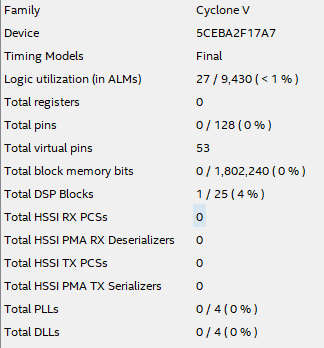 Family Cyclone V
Device 5CEBA2F17A7
Timing Models Final
Logic utilization (in ALMs) 27 / 9,430 ( < 1 % )
Total registers 0
Total pins 0 / 128 ( 0 % )
Total virtual pins 53
Total block memory bits 0 / 1,802,240 ( 0 % )
Total DSP Blocks 1 / 25 ( 4 % )
Total HSSI RX PCSs 0
Total HSSI PMA RX Deserializers 0
Total HSSI TX PCSs 0
Total HSSI PMA TX Serializers 0
Total PLLs 0 / 4 ( 0 % )
Total DLLs 0 / 4 ( 0 % )